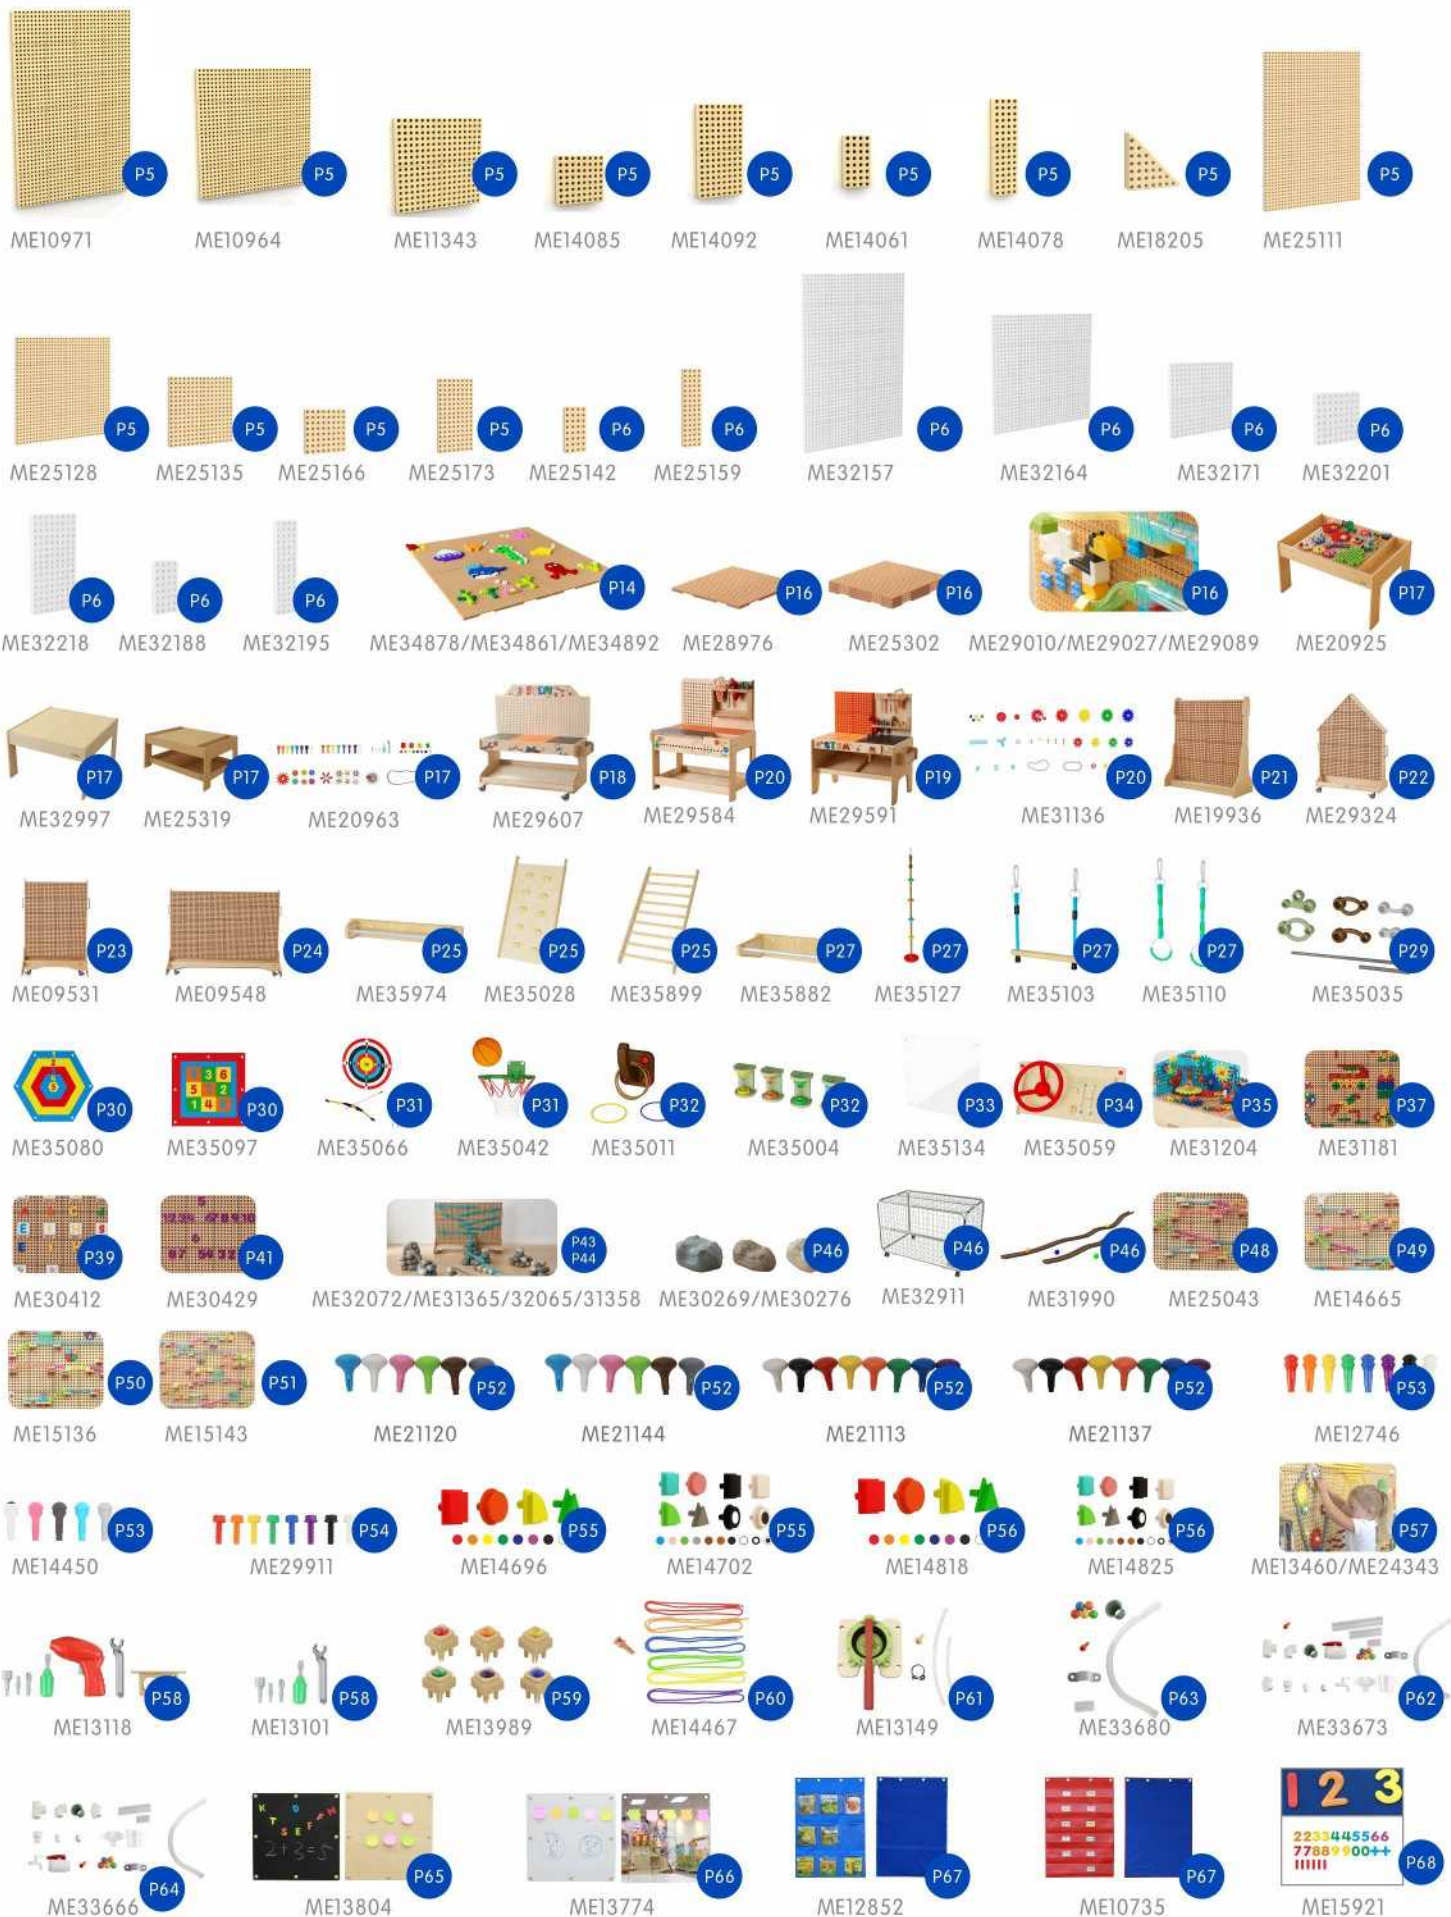 P5 P5 P5 P5 P5 P5 P5 P5 P5
ME10971 ME10964 ME11343 ME14085 ME14092 ME14061 ME14078 ME18205 ME25111
P5 P5 P5 P5 P6 P6 P6 P6 P6 P6
ME25128 ME25135 ME25166 ME25173 ME25142 ME25159 ME32157 ME32164 ME32171 ME32201
P6 P6 P6 P14 P16 P16 P16 P17
ME32218 ME32188 ME32195 ME34878/ME34861/ME34892 ME28976 ME25302 ME29010/ME29027/ME29089 ME20925
P17 P17 P17 P18 P20 P19 P20 P21 P22
ME32997 ME25319 ME20963 ME29607 ME29584 ME29591 ME31136 ME19936 ME29324
P23 P24 P25 P25 P25 P27 P27 P27 P27 P29
ME09531 ME09548 ME35974 ME35028 ME35899 ME35882 ME35127 ME35103 ME35110 ME35035
P30 P30 P31 P31 P32 P32 P33 P34 P35 P37
ME35080 ME35097 ME35066 ME35042 ME35011 ME35004 ME35134 ME35059 ME31204 ME31181
P39 P41 P43 P44 P46 P46 P46 P48 P49
ME30412 ME30429 ME32072/ME31365/32065/31358 ME30269/ME30276 ME32911 ME31990 ME25043 ME14665
P50 P51 P52 P52 P52 P52 P53
ME15136 ME15143 ME21120 ME21144 ME21113 ME21137 ME12746
P53 P54 P55 P55 P56 P56 P57
ME14450 ME29911 ME14696 ME14702 ME14818 ME14825 ME13460/ME24343
P58 P58 P59 P60 P61 P63 P62
ME13118 ME13101 ME13989 ME14467 ME13149 ME33680 ME33673
1 2 3
2+3=5
2233445566
77889900++
P64 P65 P66 P67 P67 P68
ME33666 ME13804 ME13774 ME12852 ME10735 ME15921